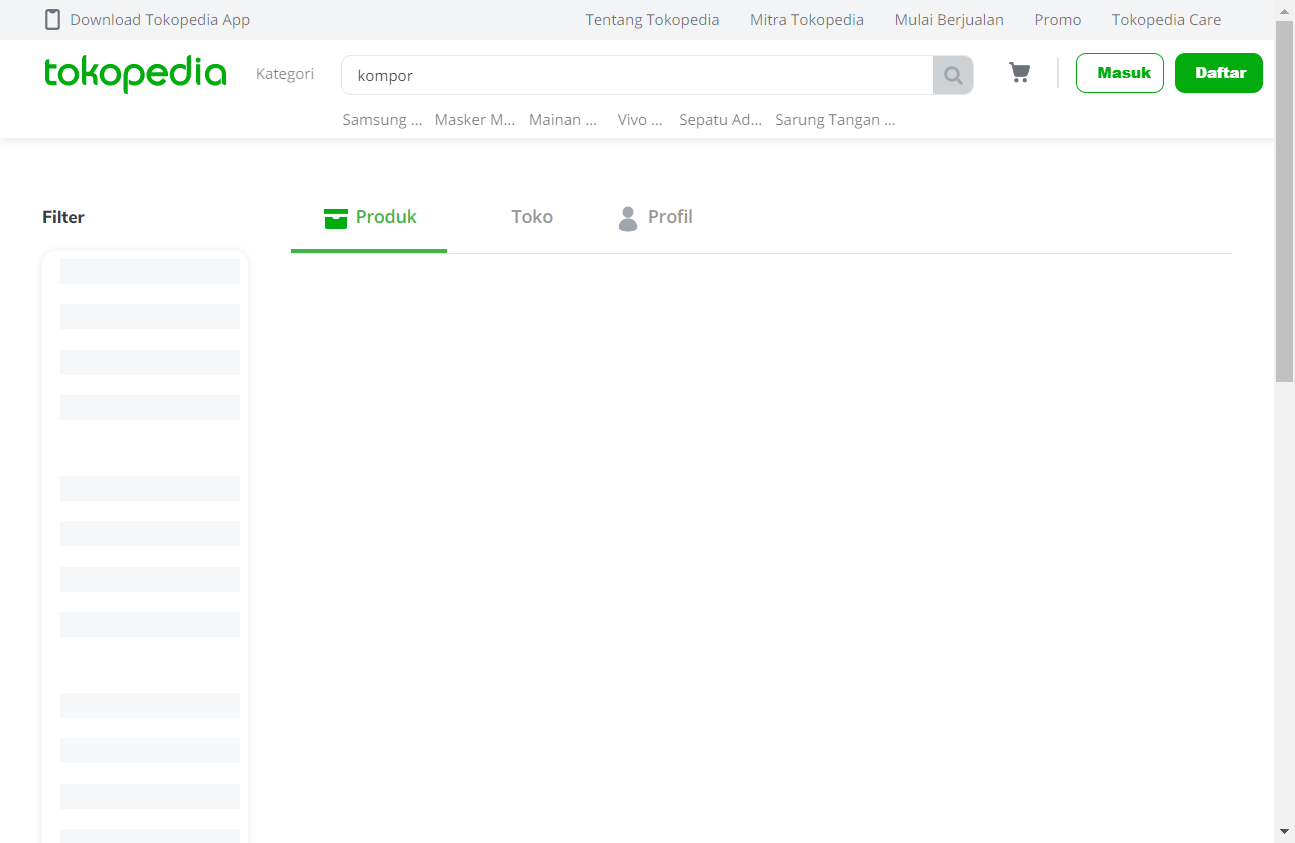 Download Tokopedia App Tentang Tokopedia Mitra Tokopedia Mulai Berjualan Promo Tokopedia Care
tokopedia Kategori kompor Masuk Daftar
Samsung ... Masker M... Mainan ... Vivo ... Sepatu Ad... Sarung Tangan ...
Filter Produk Toko Profil